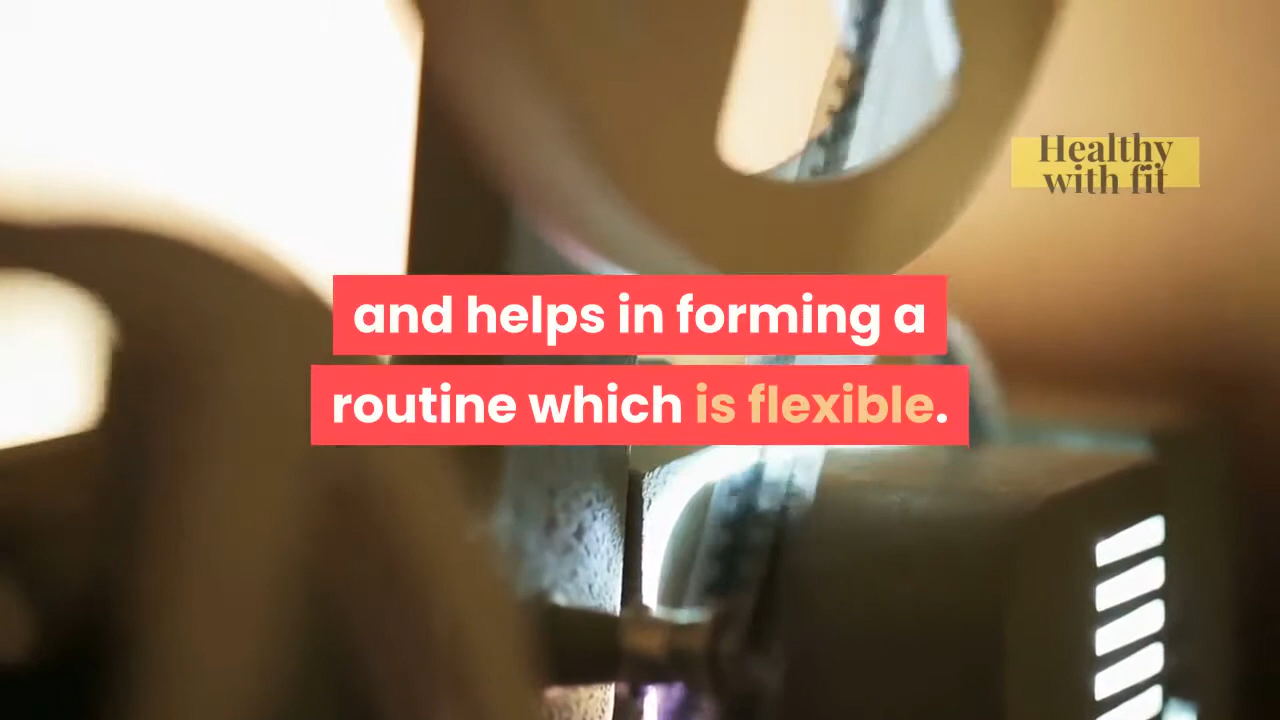 Healthy
with fit
and helps in forming a
routine which is flexible.